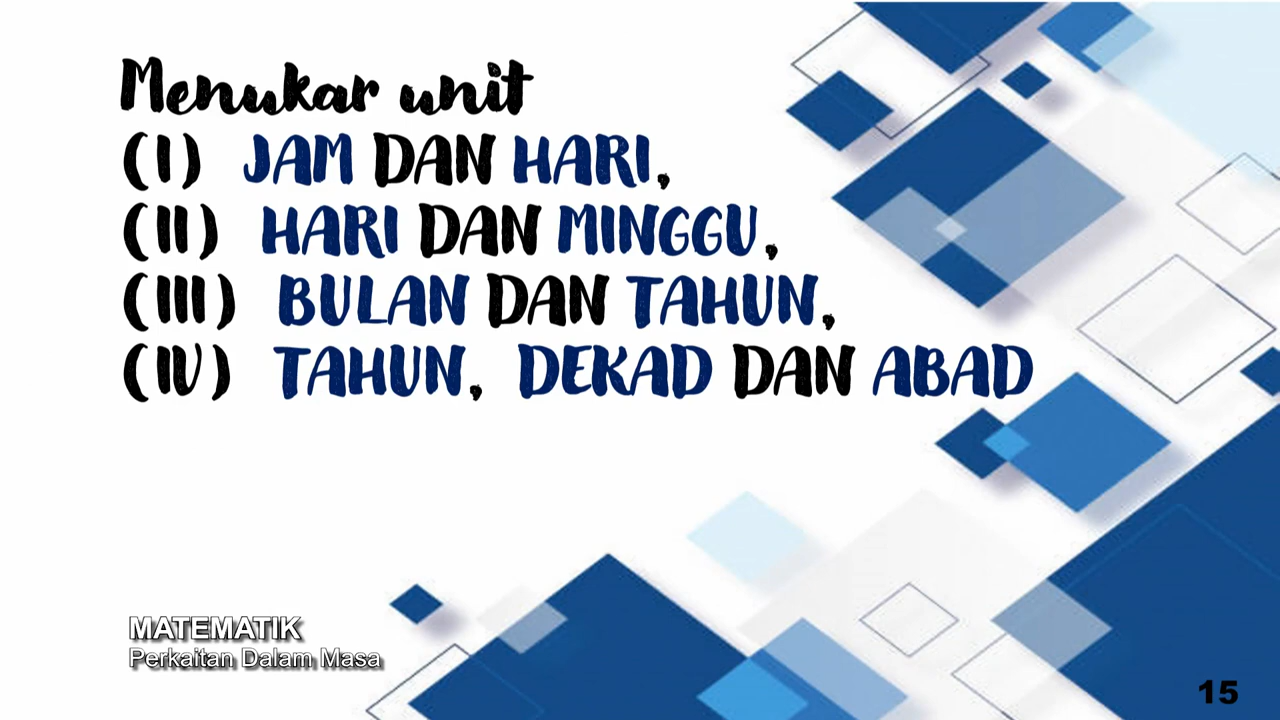 Menukar unit
(I) JAM DAN HARI,
(II) HARI DAN MINGGU,
(III) BULAN DAN TAHUN,
(IV) TAHUN, DEKAD DAN ABAD
MATEMATIK
Perkaitan Dalam Masa
15